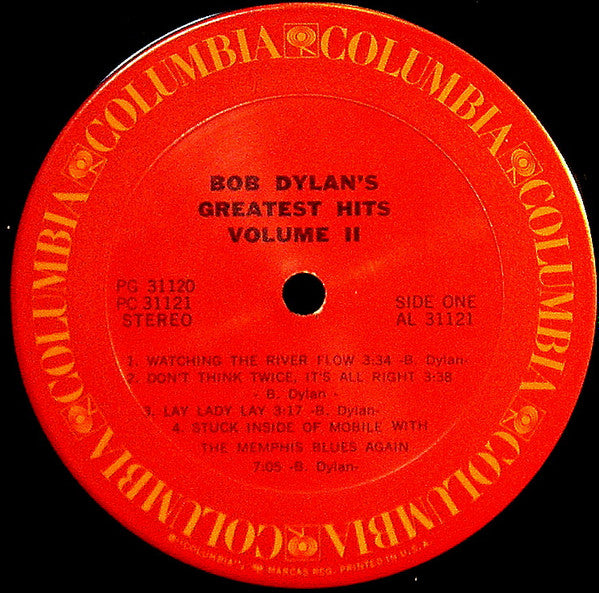 COLUMBIA COLUMBIA COLUMBIA COLUMBIA COLUMBIA COLUMBIA
BOB DYLAN'S
GREATEST HITS
VOLUME II
PG 31120
PC 31121
STEREO
SIDE ONE
AL 31121
1. WATCHING THE RIVER FLOW 3:34 -B. Dylan-
2. DON'T THINK TWICE, IT'S ALL RIGHT 3:38
- B. Dylan -
3. LAY LADY LAY 3:17 -B. Dylan-
4. STUCK INSIDE OF MOBILE WITH
THE MEMPHIS BLUES AGAIN
7:05 -B. Dylan-
"COLUMBIA", MARCAS REG. PRINTED IN U.S.A.